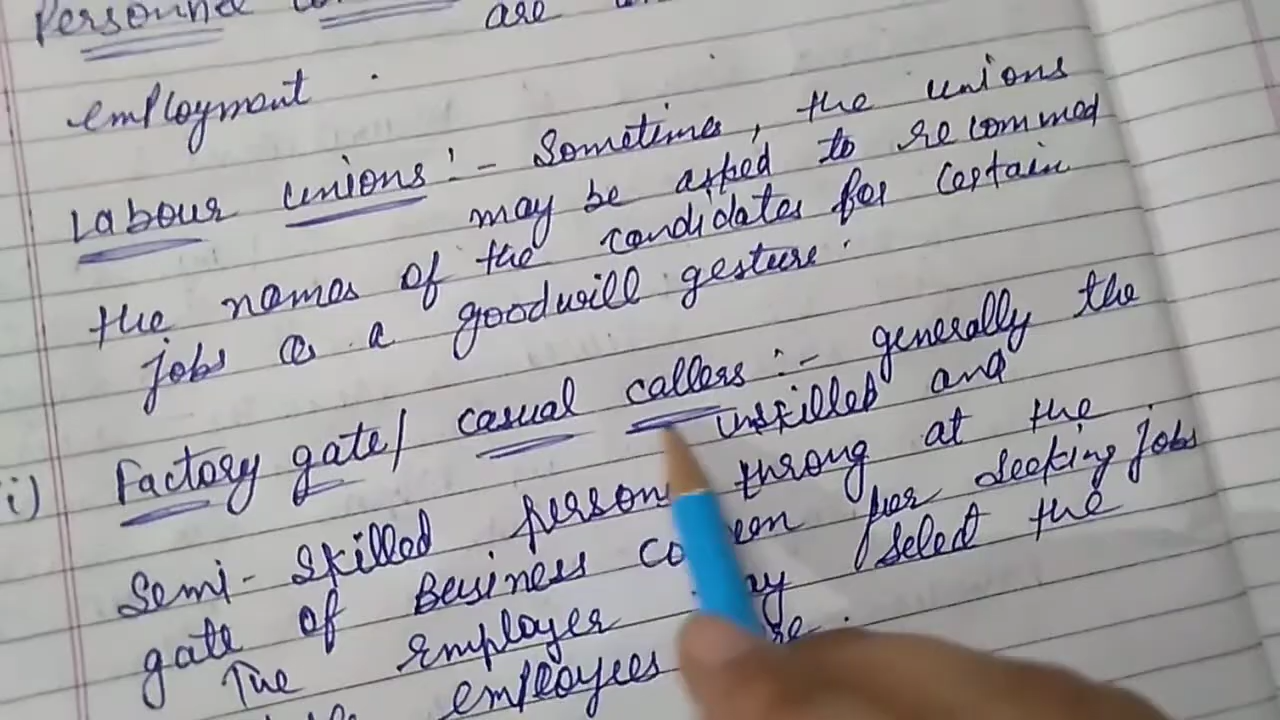 Personnel are
employment
Labour Unions :- Sometimes, the unions
may be asked to recommed
the names of the candidates for certain
jobs as a goodwill gesture.
i) Factory gate/ casual callers :- generally the
unskilled and
Semi-skilled persons throng at the
gate of Business for seeking jobs
The Employer select the
employees